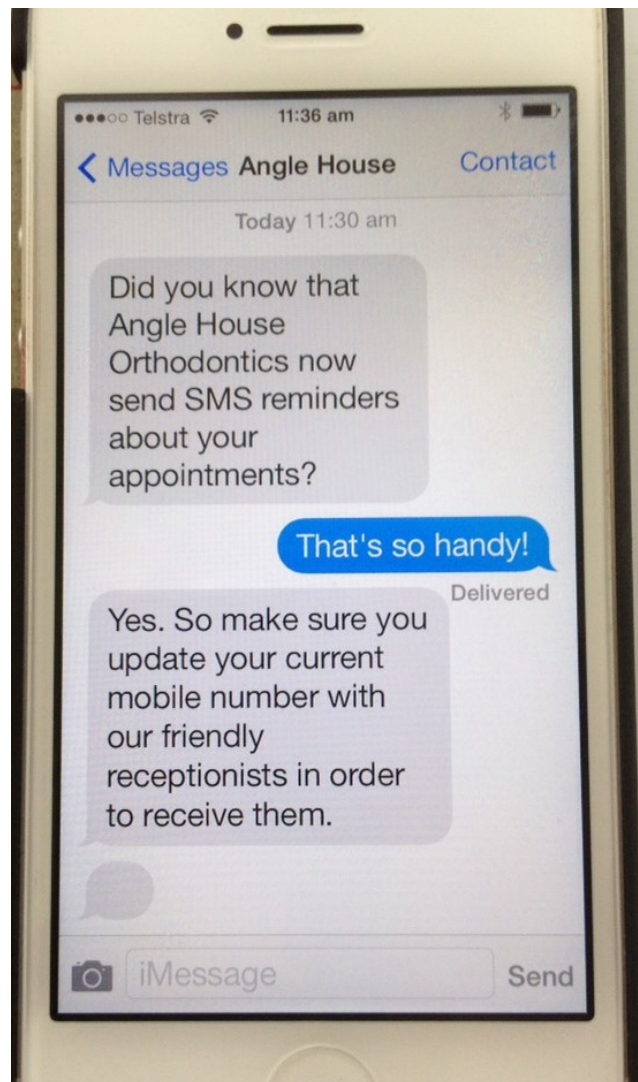 ●●●○○ Telstra 11:36 am
Messages Angle House Contact
Today 11:30 am
Did you know that
Angle House
Orthodontics now
send SMS reminders
about your
appointments?
That's so handy!
Delivered
Yes. So make sure you
update your current
mobile number with
our friendly
receptionists in order
to receive them.
iMessage Send